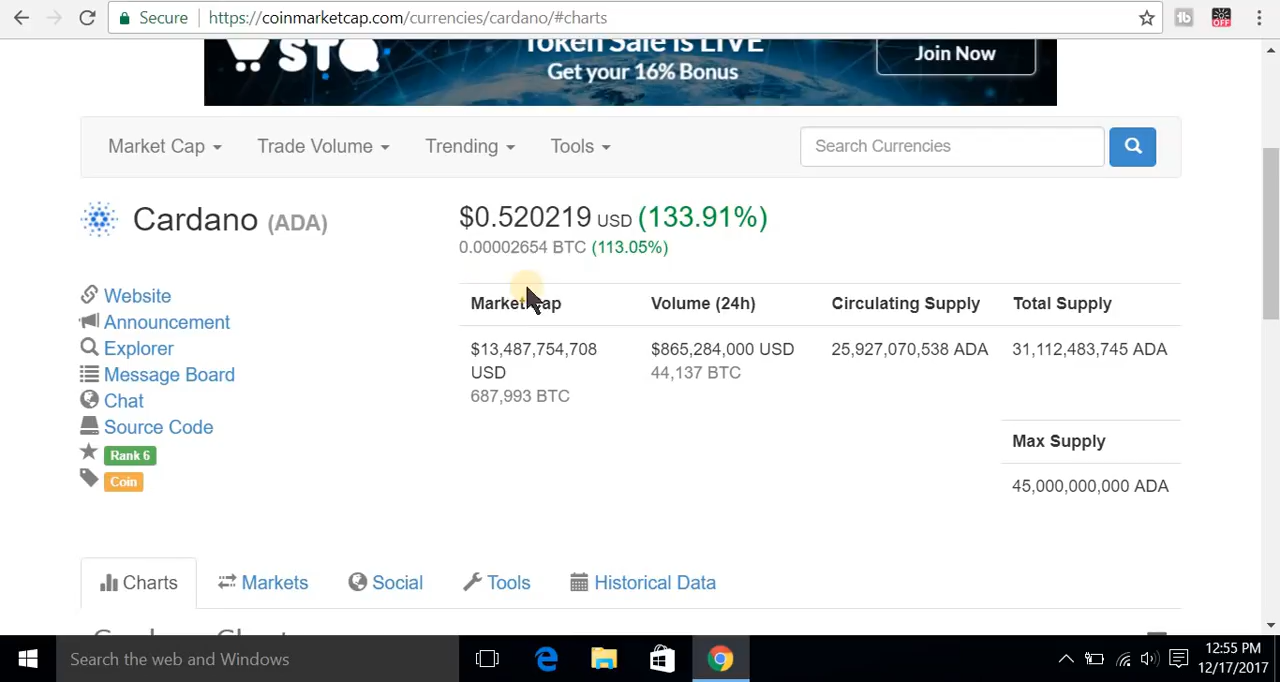 Secure https://coinmarketcap.com/currencies/cardano/#charts
STQ
Token Sale is LIVE
Get your 16% Bonus
Join Now
Market Cap Trade Volume Trending Tools Search Currencies
Cardano (ADA)
$0.520219 USD (133.91%)
0.00002654 BTC (113.05%)
Website
Announcement
Explorer
Message Board
Chat
Source Code
Rank 6
Coin
Market Cap Volume (24h) Circulating Supply Total Supply
$13,487,754,708 $865,284,000 USD 25,927,070,538 ADA 31,112,483,745 ADA
USD 44,137 BTC
687,993 BTC
Max Supply
45,000,000,000 ADA
Charts Markets Social Tools Historical Data
Search the web and Windows
12:55 PM
12/17/2017